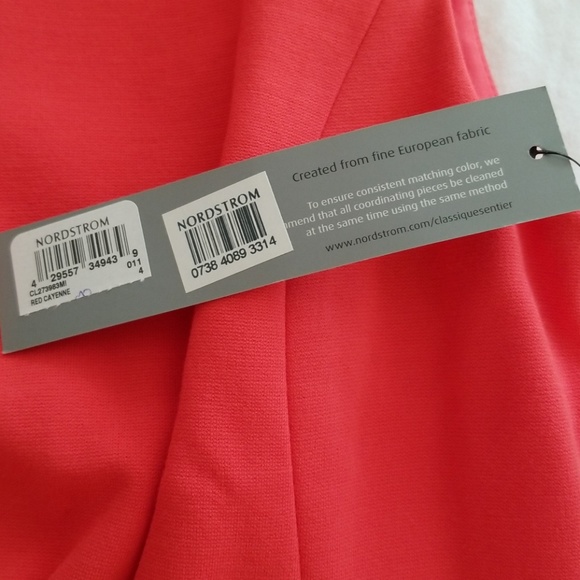 NORDSTROM
4 29557 34943 9
0114
CL273963MI
RED CAYENNE
NORDSTROM
0738 4089 3314
Created from fine European fabric
To ensure consistent matching color, we
mend that all coordinating pieces be cleaned
at the same time using the same method
www.nordstrom.com/classiquesentier